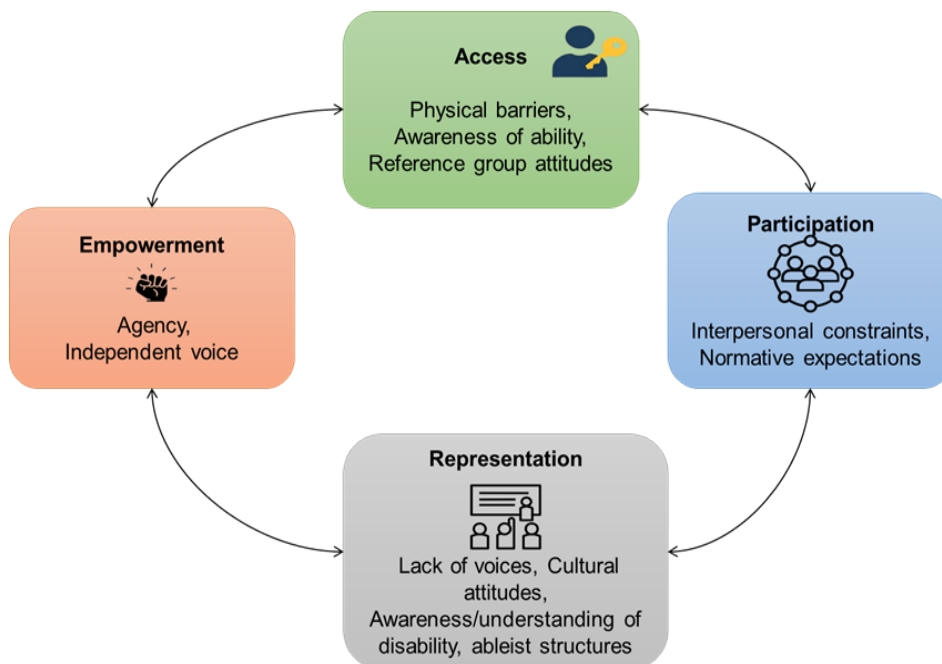 Access
Physical barriers,
Awareness of ability,
Reference group attitudes
Empowerment
Agency,
Independent voice
Participation
Interpersonal constraints,
Normative expectations
Representation
Lack of voices, Cultural
attitudes,
Awareness/understanding of
disability, ableist structures